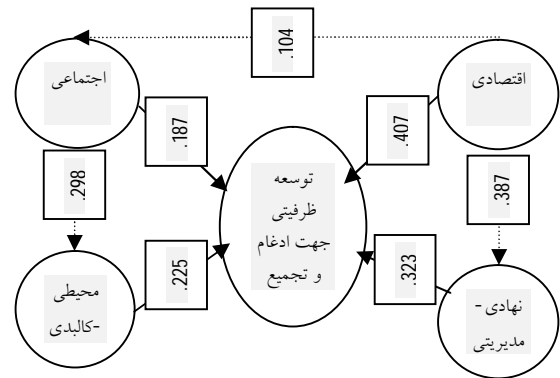 .104
اقتصادی
اجتماعی
.407
.187
توسعه
ظرفیتی
جهت ادغام
و تجمیع
.387
.298
.323
.225
نهادی-
مدیریتی
محیطی
-کالبدی